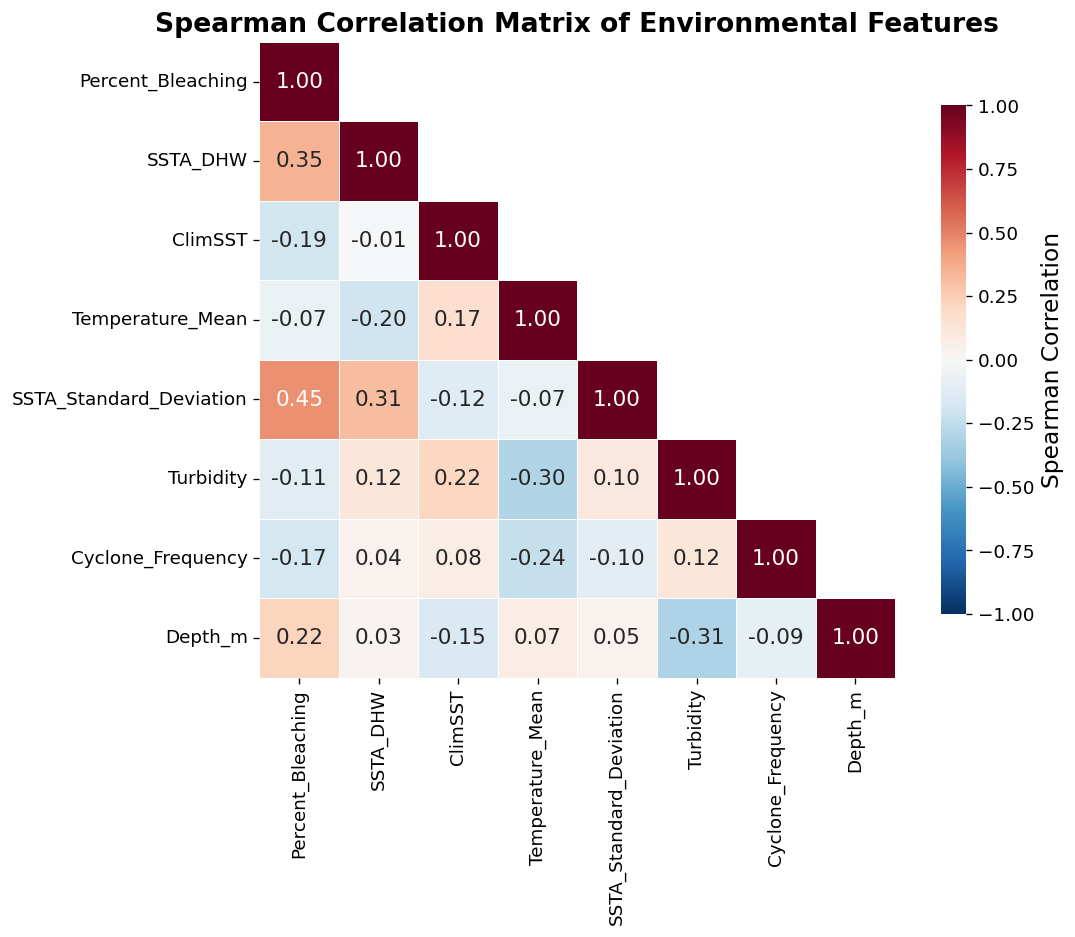 Spearman Correlation Matrix of Environmental Features
Percent_Bleaching 1.00
SSTA_DHW 0.35 1.00
ClimSST -0.19 -0.01 1.00
Temperature_Mean -0.07 -0.20 0.17 1.00
SSTA_Standard_Deviation 0.45 0.31 -0.12 -0.07 1.00
Turbidity -0.11 0.12 0.22 -0.30 0.10 1.00
Cyclone_Frequency -0.17 0.04 0.08 -0.24 -0.10 0.12 1.00
Depth_m 0.22 0.03 -0.15 0.07 0.05 -0.31 -0.09 1.00
Percent_Bleaching
SSTA_DHW
ClimSST
Temperature_Mean
SSTA_Standard_Deviation
Turbidity
Cyclone_Frequency
Depth_m
1.00
0.75
0.50
0.25
0.00
−0.25
−0.50
−0.75
−1.00
Spearman Correlation